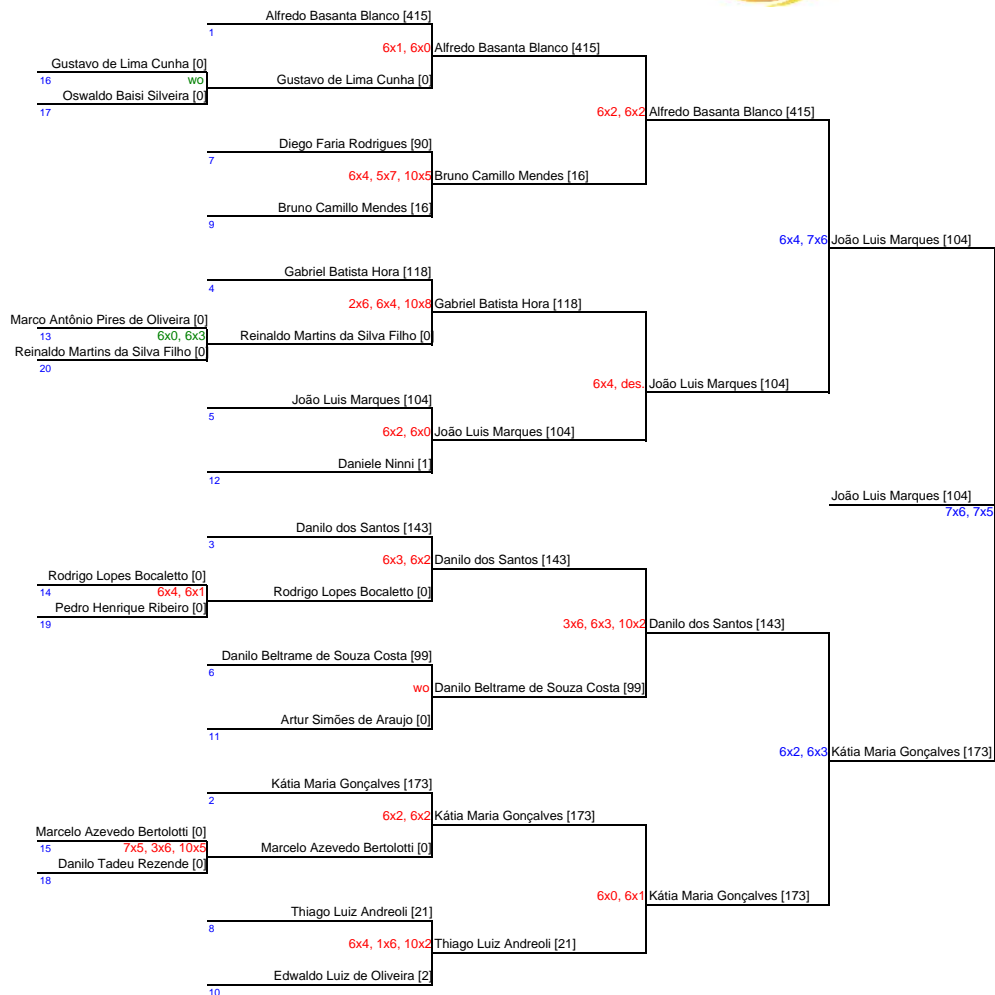 Alfredo Basanta Blanco [415]
1
6x1, 6x0 Alfredo Basanta Blanco [415]
Gustavo de Lima Cunha [0]
16 wo Gustavo de Lima Cunha [0]
Oswaldo Baisi Silveira [0]
17
6x2, 6x2 Alfredo Basanta Blanco [415]
Diego Faria Rodrigues [90]
7
6x4, 5x7, 10x5 Bruno Camillo Mendes [16]
Bruno Camillo Mendes [16]
9
6x4, 7x6 João Luis Marques [104]
Gabriel Batista Hora [118]
4
2x6, 6x4, 10x8 Gabriel Batista Hora [118]
Marco Antônio Pires de Oliveira [0]
13 6x0, 6x3 Reinaldo Martins da Silva Filho [0]
Reinaldo Martins da Silva Filho [0
20
6x4, des. João Luis Marques [104]
João Luis Marques [104]
5
6x2, 6x0 João Luis Marques [104]
Daniele Ninni [1]
12
João Luis Marques [104]
7x6, 7x5
Danilo dos Santos [143]
3
6x3, 6x2 Danilo dos Santos [143]
Rodrigo Lopes Bocaletto [0]
14 6x4, 6x1 Rodrigo Lopes Bocaletto [0]
Pedro Henrique Ribeiro [0]
19
3x6, 6x3, 10x2 Danilo dos Santos [143]
Danilo Beltrame de Souza Costa [99]
6
wo Danilo Beltrame de Souza Costa [99]
Artur Simões de Araujo [0]
11
6x2, 6x3 Kátia Maria Gonçalves [173]
Kátia Maria Gonçalves [173]
2
6x2, 6x2 Kátia Maria Gonçalves [173]
Marcelo Azevedo Bertolotti [0]
15 7x5, 3x6, 10x5 Marcelo Azevedo Bertolotti [0]
Danilo Tadeu Rezende [0]
18
6x0, 6x1 Kátia Maria Gonçalves [173]
Thiago Luiz Andreoli [21]
8
6x4, 1x6, 10x2 Thiago Luiz Andreoli [21]
Edwaldo Luiz de Oliveira [2]
10